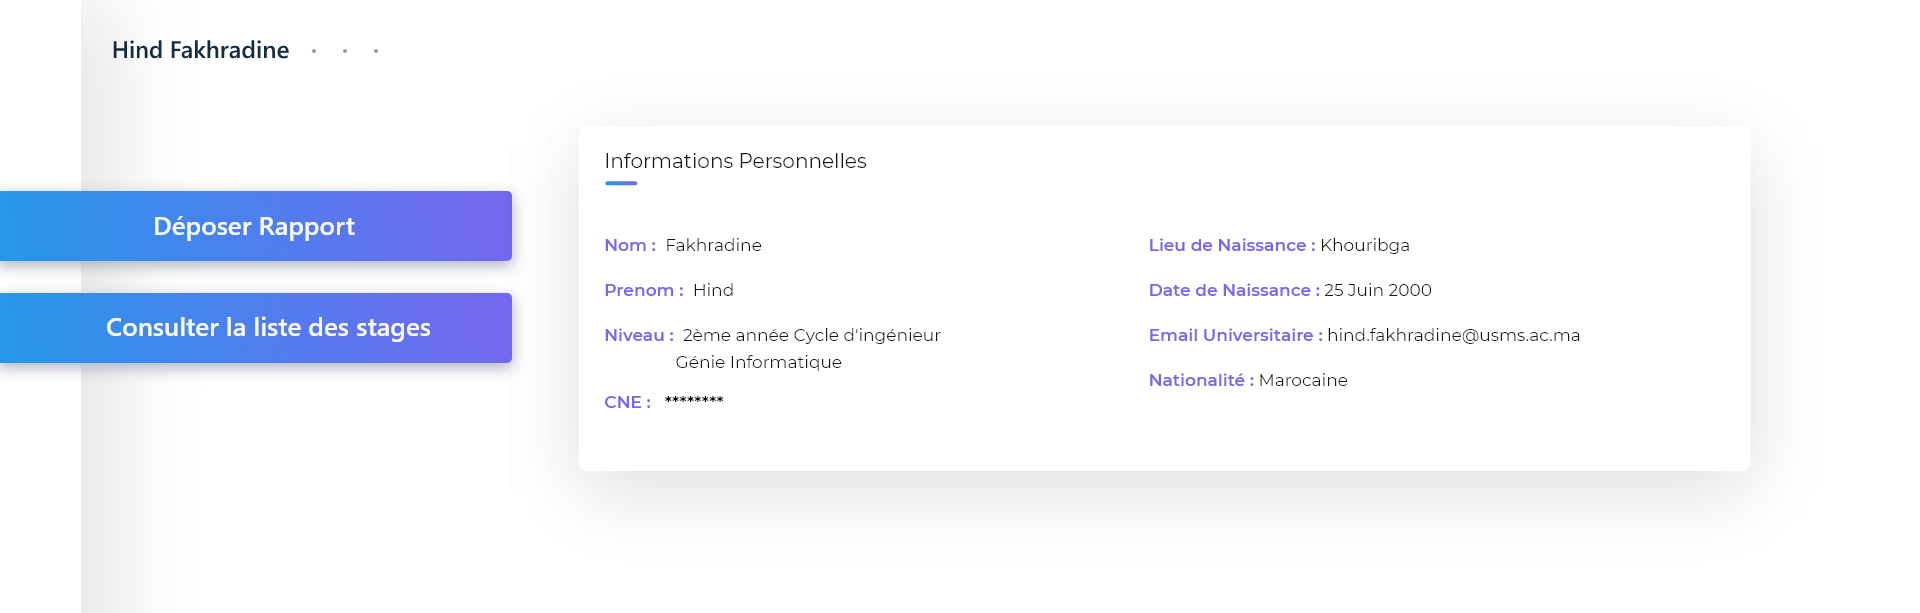 Hind Fakhradine
Déposer Rapport
Consulter la liste des stages
Informations Personnelles
Nom : Fakhradine
Prenom : Hind
Niveau : 2ème année Cycle d'ingénieur
Génie Informatique
CNE : ********
Lieu de Naissance : Khouribga
Date de Naissance : 25 Juin 2000
Email Universitaire : hind.fakhradine@usms.ac.ma
Nationalité : Marocaine